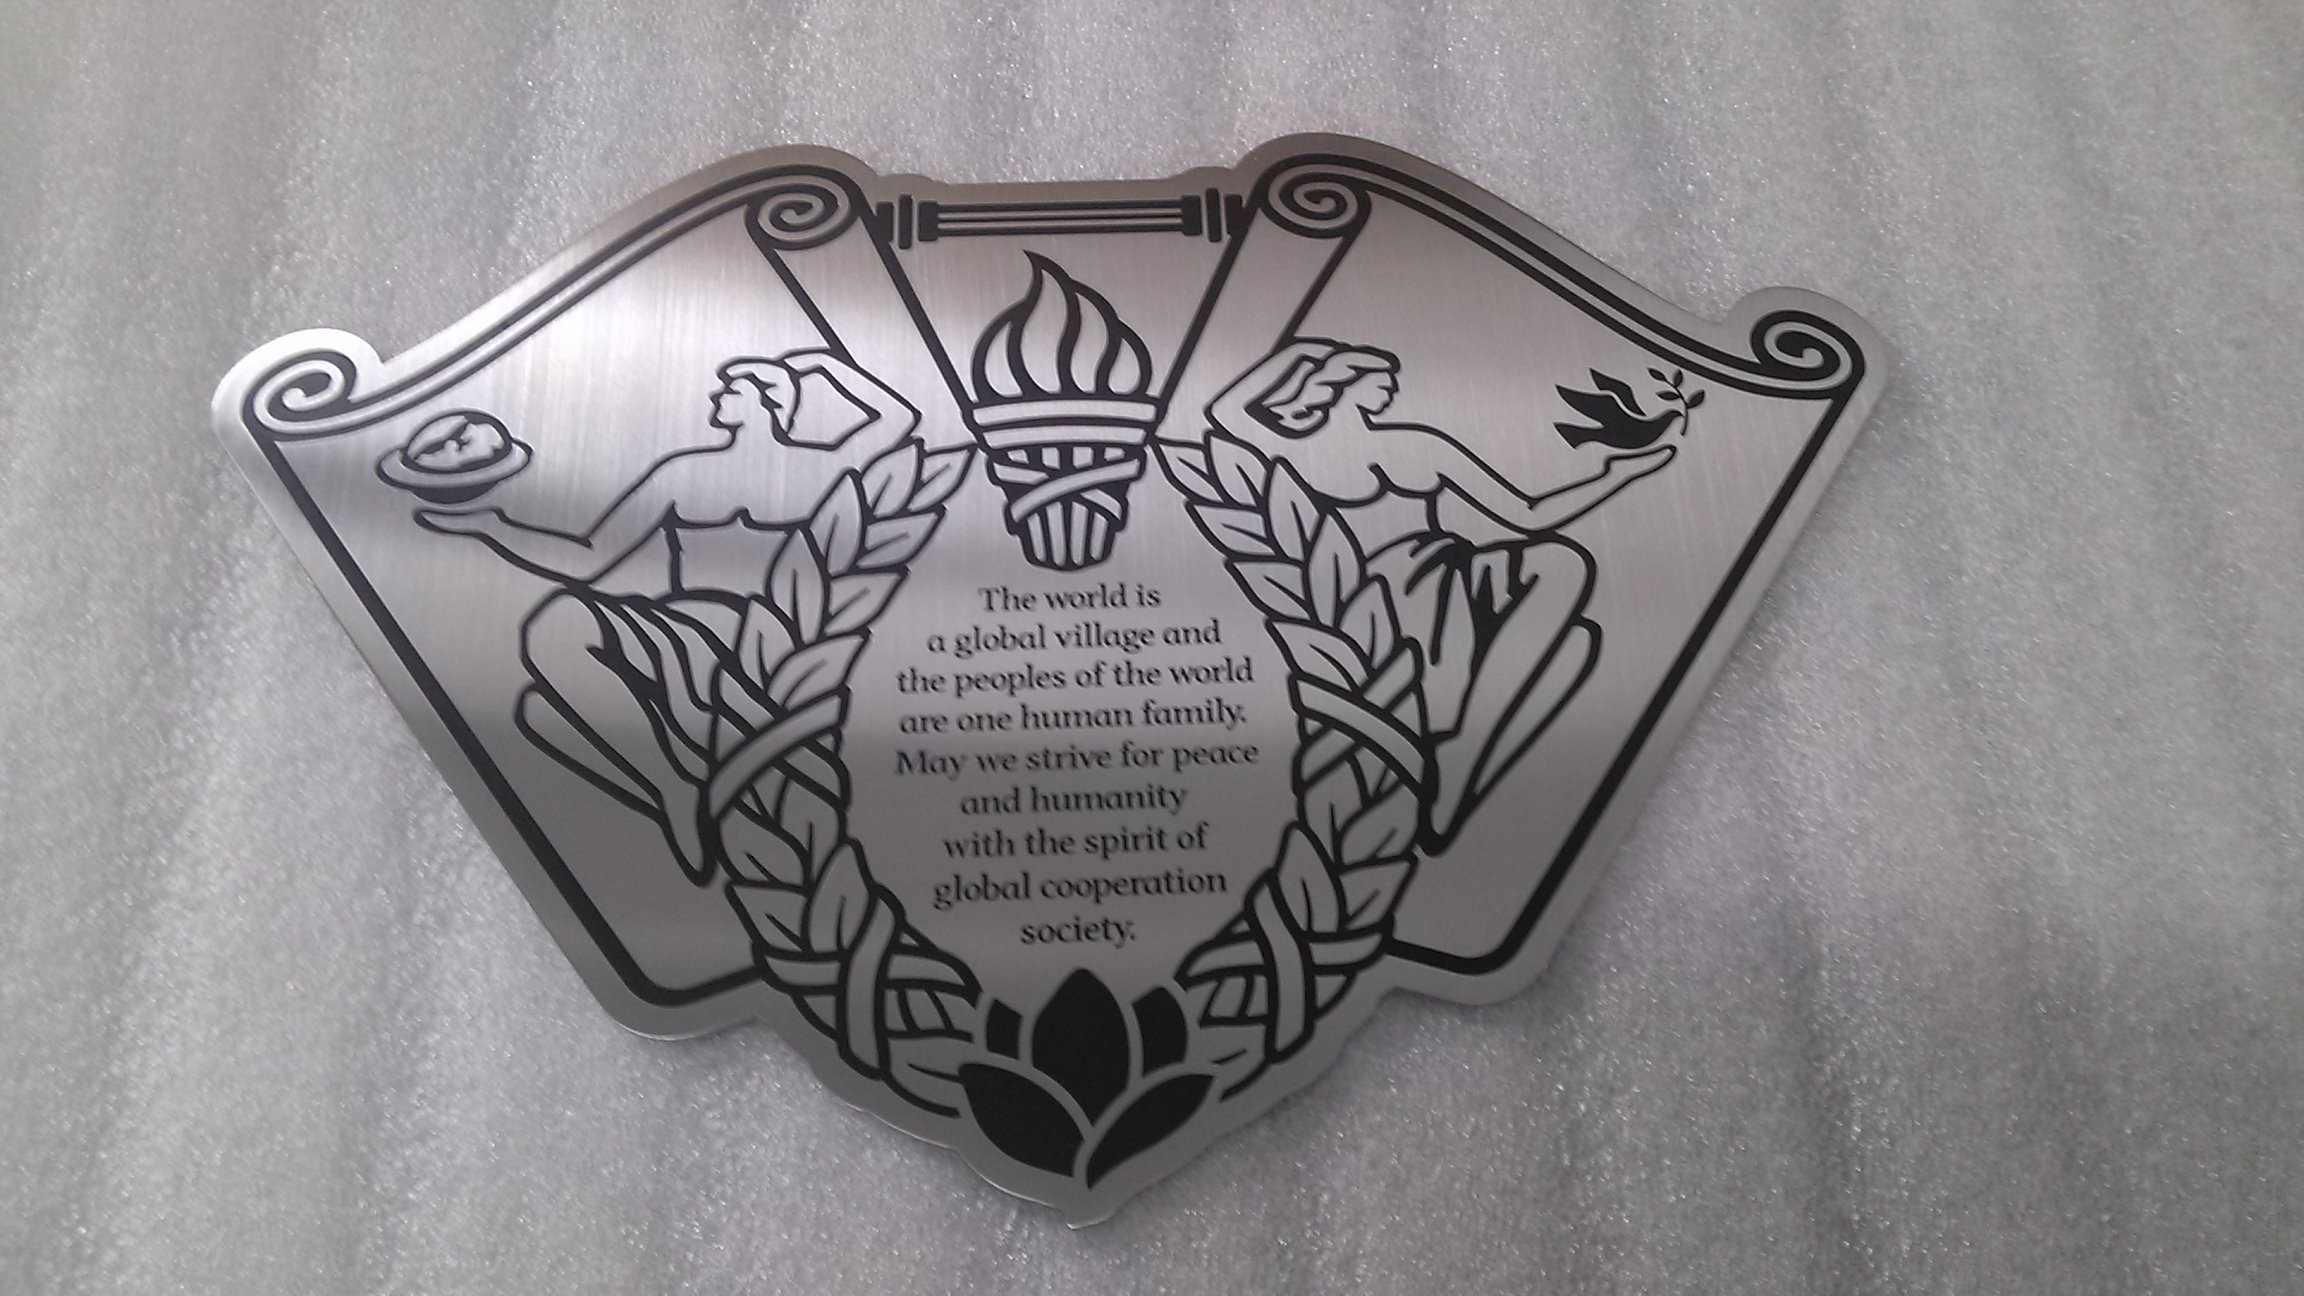 The world is
a global village and
the peoples of the world
are one human family.
May we strive for peace
and humanity
with the spirit of
global cooperation
society.